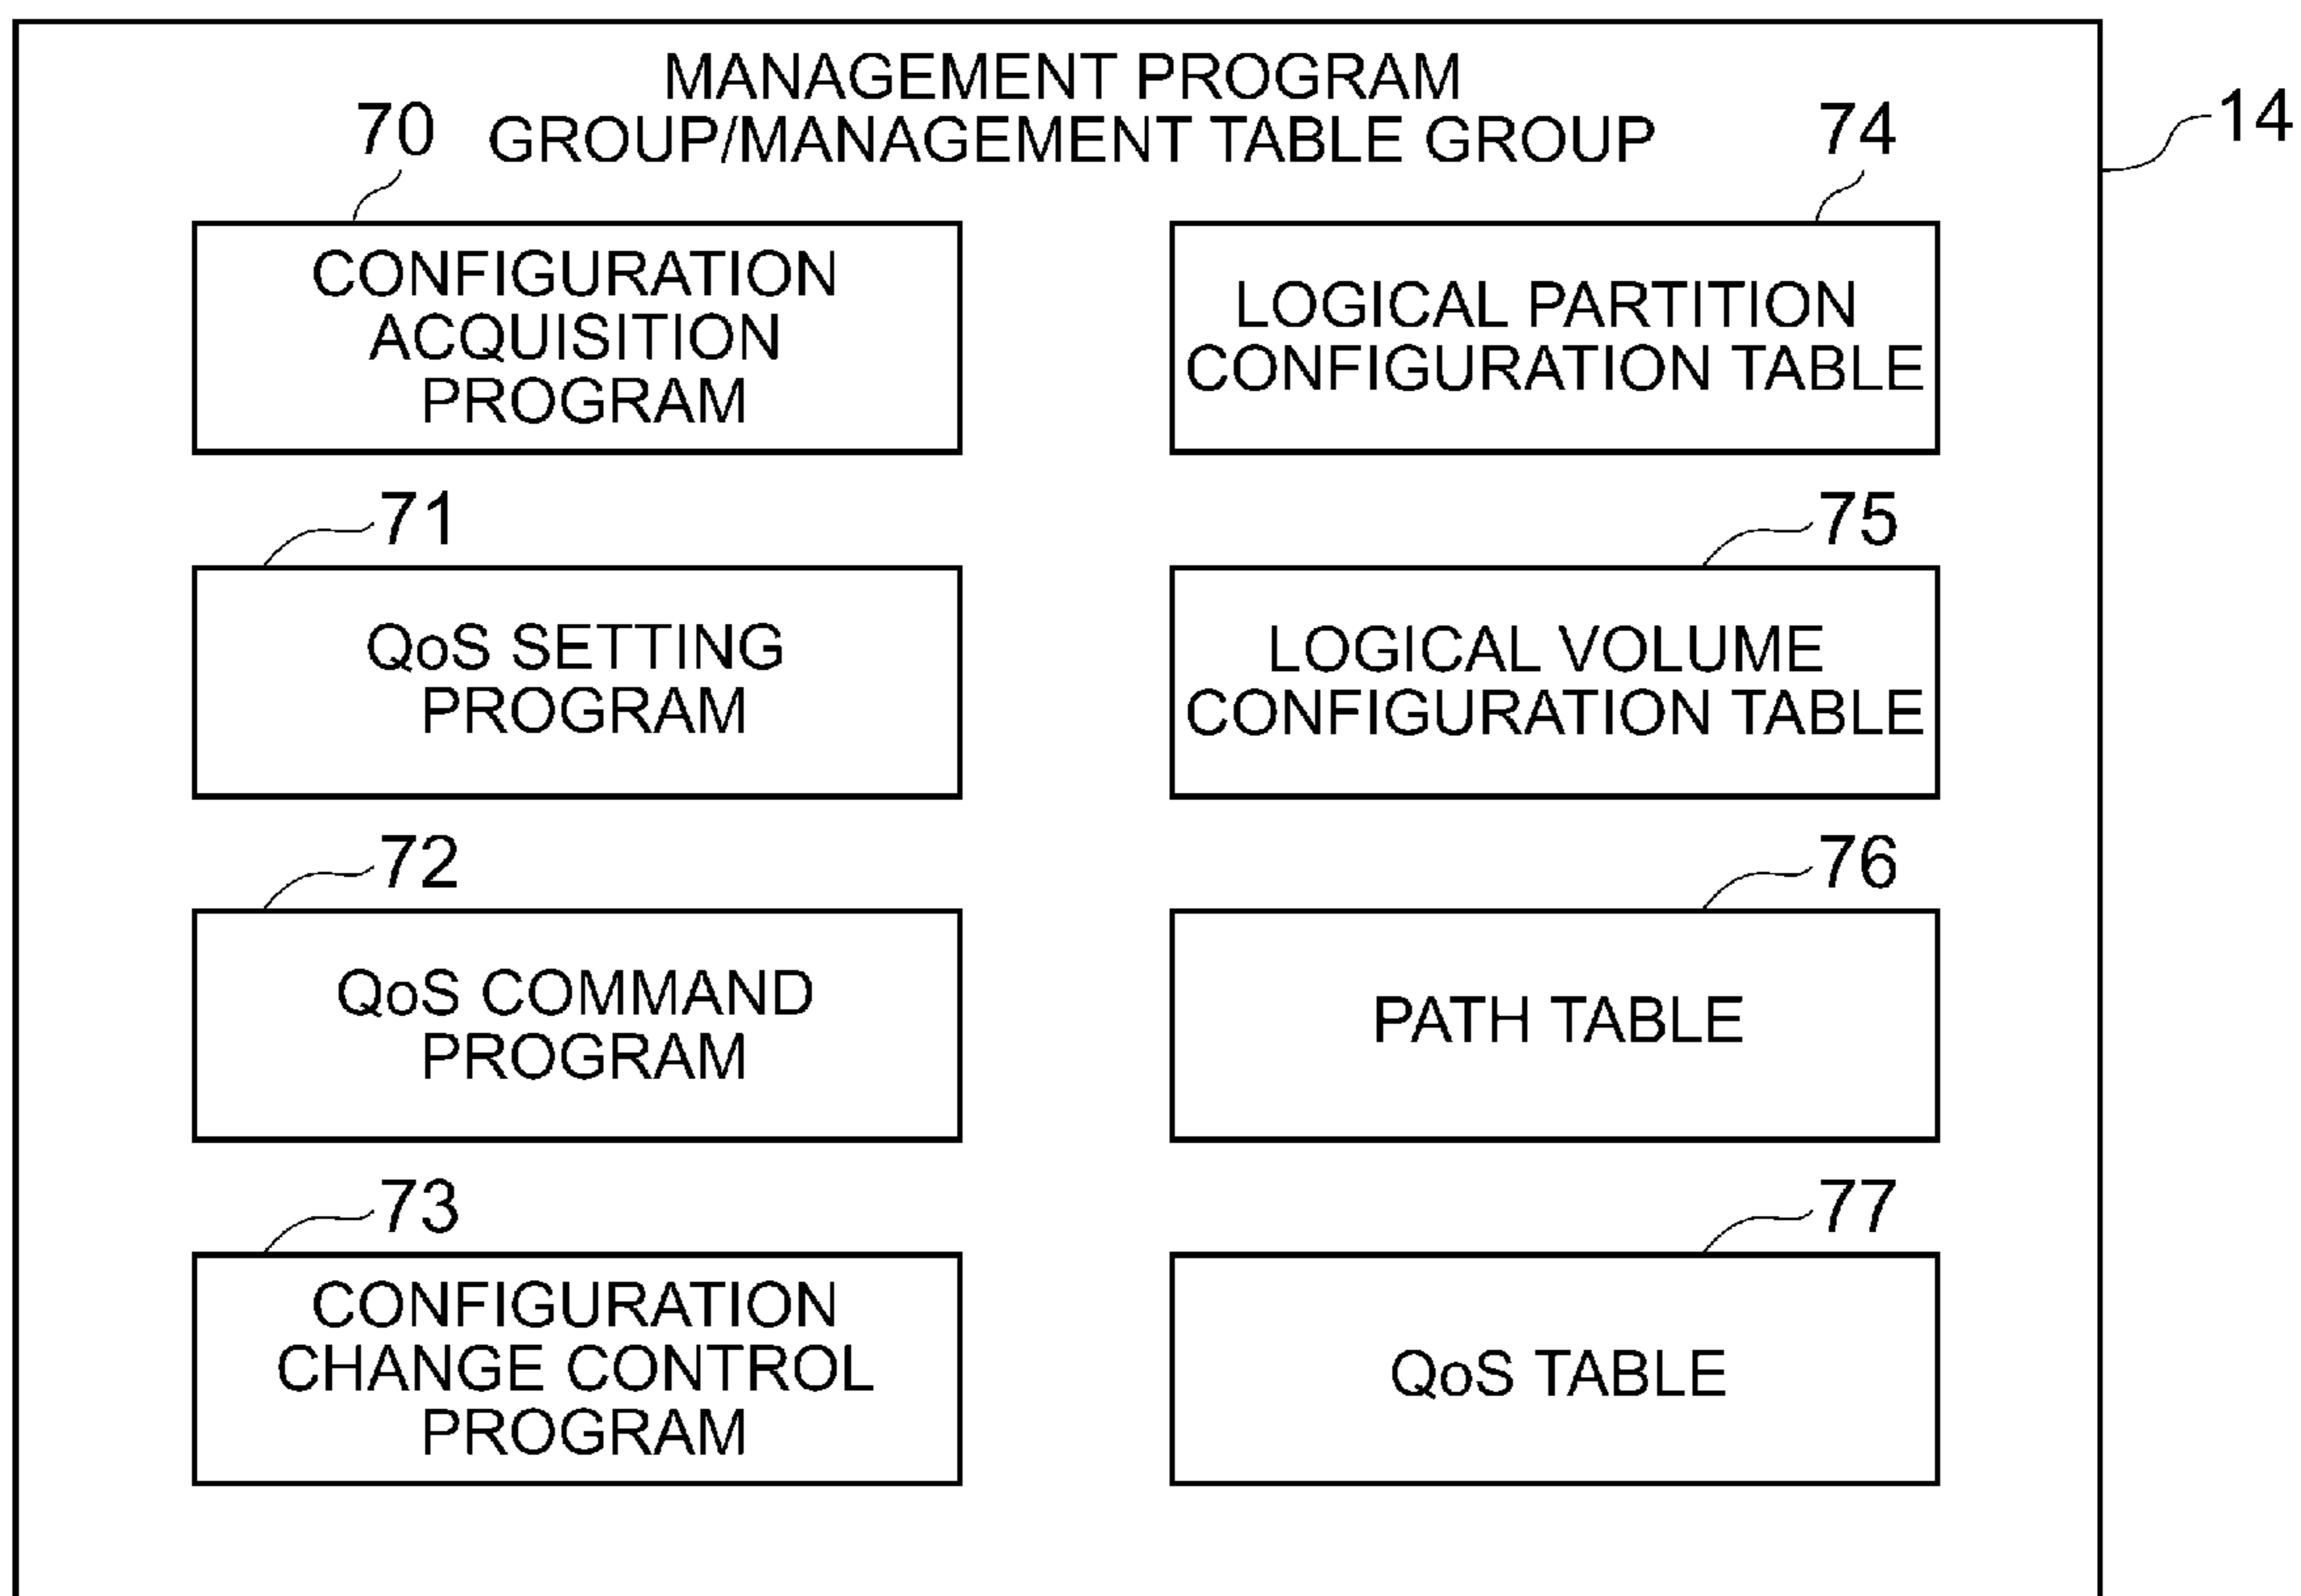 MANAGEMENT PROGRAM
GROUP/MANAGEMENT TABLE GROUP
14
70
CONFIGURATION
ACQUISITION
PROGRAM
74
LOGICAL PARTITION
CONFIGURATION TABLE
71
QoS SETTING
PROGRAM
75
LOGICAL VOLUME
CONFIGURATION TABLE
72
QoS COMMAND
PROGRAM
76
PATH TABLE
73
CONFIGURATION
CHANGE CONTROL
PROGRAM
77
QoS TABLE